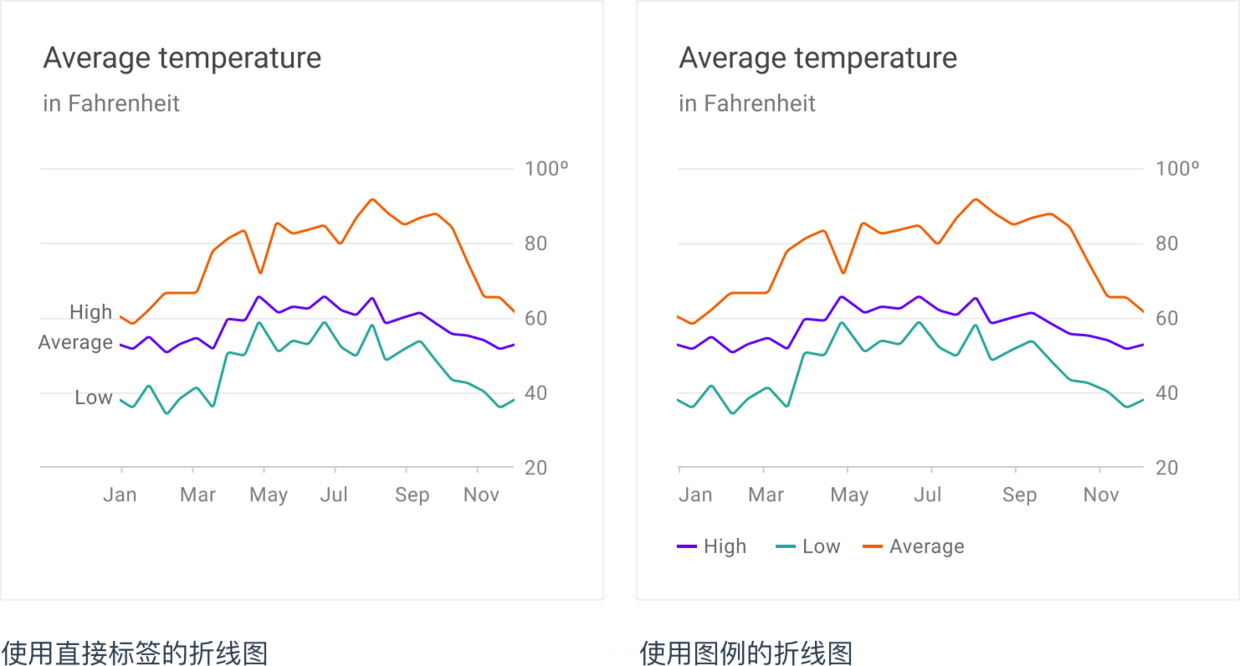 Average temperature
in Fahrenheit
100º
80
High
60
Average
Low
40
20
Jan Mar May Jul Sep Nov
使用直接标签的折线图
Average temperature
in Fahrenheit
100º
80
60
40
20
Jan Mar May Jul Sep Nov
High Low Average
使用图例的折线图